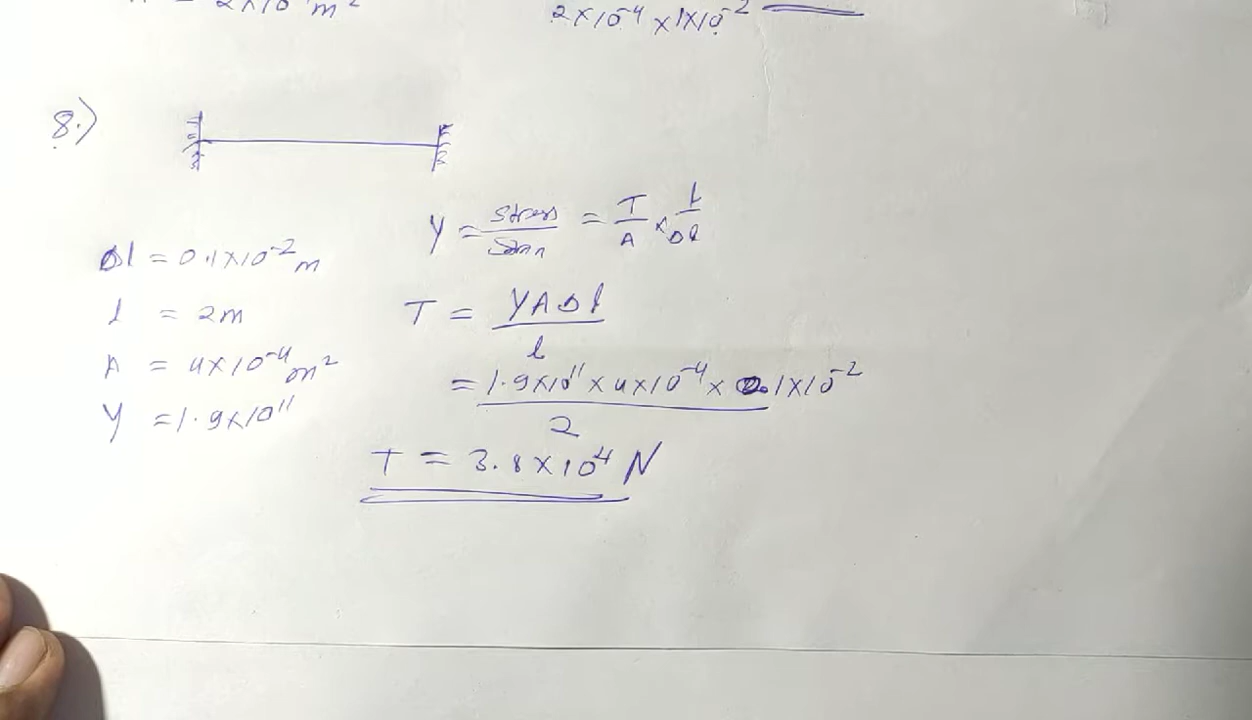 2×10⁻⁴ × 1×10⁻²
8.)
Y = Stress / = T/A × l/Δl
Δl = 0.1×10⁻² m
l = 2m
T = YAΔl / l
A = 4×10⁻⁴ m²
= 1.9×10¹¹ × 4×10⁻⁴ × 0.1×10⁻² / 2
Y = 1.9×10¹¹
T = 3.8×10⁴ N